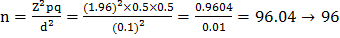 n = Z²pq/d² = (1.96)²×0.5×0.5/(0.1)² = 0.9604/0.01 = 96.04 → 96